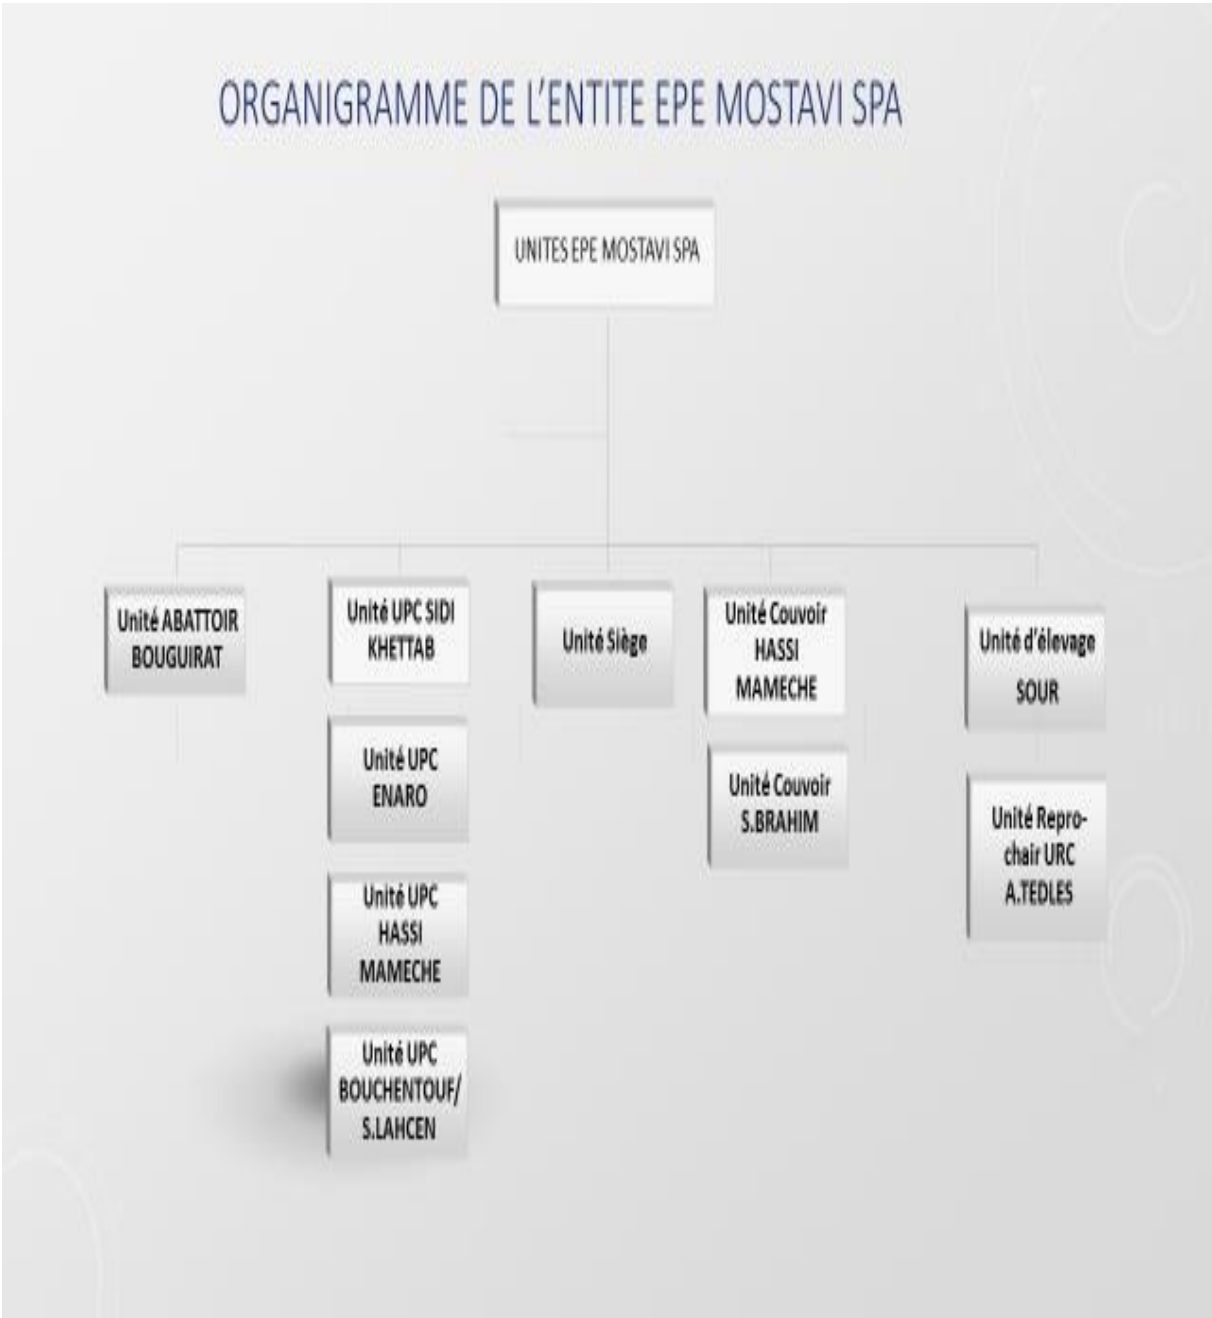 ORGANIGRAMME DE L'ENTITE EPE MOSTAVI SPA
UNITES EPE MOSTAVI SPA
Unité ABATTOIR
BOUGUIRAT
Unité UPC SIDI
KHETTAB
Unité UPC
ENARO
Unité UPC
HASSI
MAMECHE
Unité UPC
BOUCHENTOUF/
S.LAHCEN
Unité Siège
Unité Couvoir
HASSI
MAMECHE
Unité Couvoir
S.BRAHIM
Unité d'élevage
SOUR
Unité Repro-
chair URC
A.TEDLES